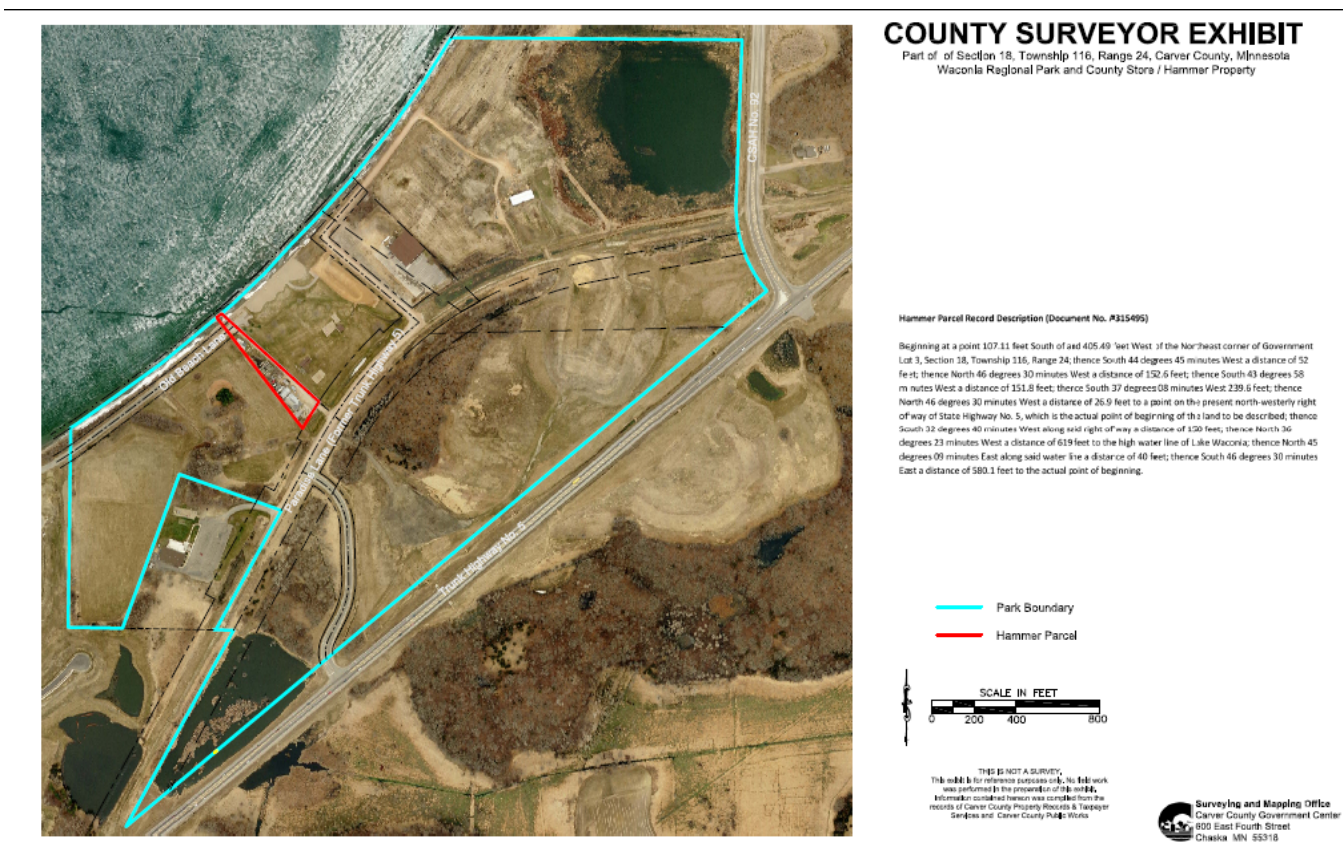 COUNTY SURVEYOR EXHIBIT
Part of of Section 18, Township 116, Range 24, Carver County, Minnesota
Waconia Regional Park and County Store / Hammer Property
CSAH No. 92
Old Beach Lane
Parkside Lane (Former Trunk Highway 5)
Trunk Highway No. 5
Hammer Parcel Record Description (Document No. #315495)
Beginning at a point 107.11 feet South of and 405.49 feet West of the Northeast corner of Government
Lot 3, Section 18, Township 116, Range 24; thence South 44 degrees 45 minutes West a distance of 52
feet; thence North 46 degrees 30 minutes West a distance of 152.6 feet; thence South 43 degrees 58
minutes West a distance of 151.8 feet; thence South 37 degrees 08 minutes West 239.6 feet; thence
North 46 degrees 30 minutes West a distance of 26.9 feet to a point on the present north-westerly right
of way of State Highway No. 5, which is the actual point of beginning of the land to be described; thence
South 32 degrees 40 minutes West along said right of way a distance of 150 feet; thence North 36
degrees 23 minutes West a distance of 619 feet to the high water line of Lake Waconia; thence North 45
degrees 09 minutes East along said water line a distance of 40 feet; thence South 46 degrees 30 minutes
East a distance of 580.1 feet to the actual point of beginning.
Park Boundary
Hammer Parcel
SCALE IN FEET
0 200 400 800
THIS IS NOT A SURVEY,
This exhibit is for reference purposes only. No field work
was performed in the preparation of this exhibit.
Information contained hereon was compiled from the
records of Carver County Property Records & Taxpayer
Services and Carver County Public Works
Surveying and Mapping Office
Carver County Government Center
600 East Fourth Street
Chaska MN 55318